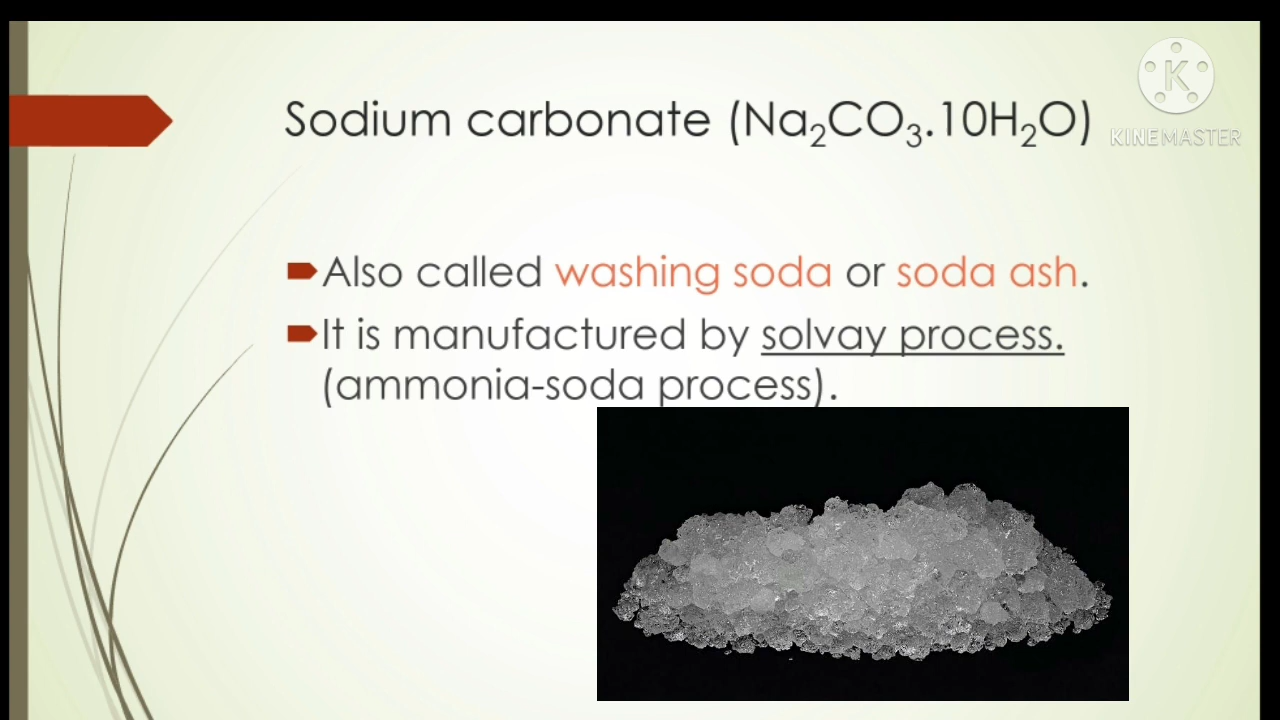 Sodium carbonate (Na₂CO₃.10H₂O)
K
KINEMASTER
Also called washing soda or soda ash.
It is manufactured by solvay process.
(ammonia-soda process).